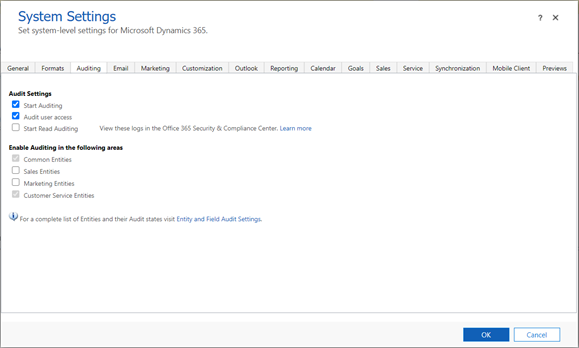 System Settings
? ✕
Set system-level settings for Microsoft Dynamics 365.
General Formats Auditing Email Marketing Customization Outlook Reporting Calendar Goals Sales Service Synchronization Mobile Client Previews
Audit Settings
Start Auditing
Audit user access
Start Read Auditing View these logs in the Office 365 Security & Compliance Center. Learn more
Enable Auditing in the following areas
Common Entities
Sales Entities
Marketing Entities
Customer Service Entities
For a complete list of Entities and their Audit states visit Entity and Field Audit Settings.
OK Cancel